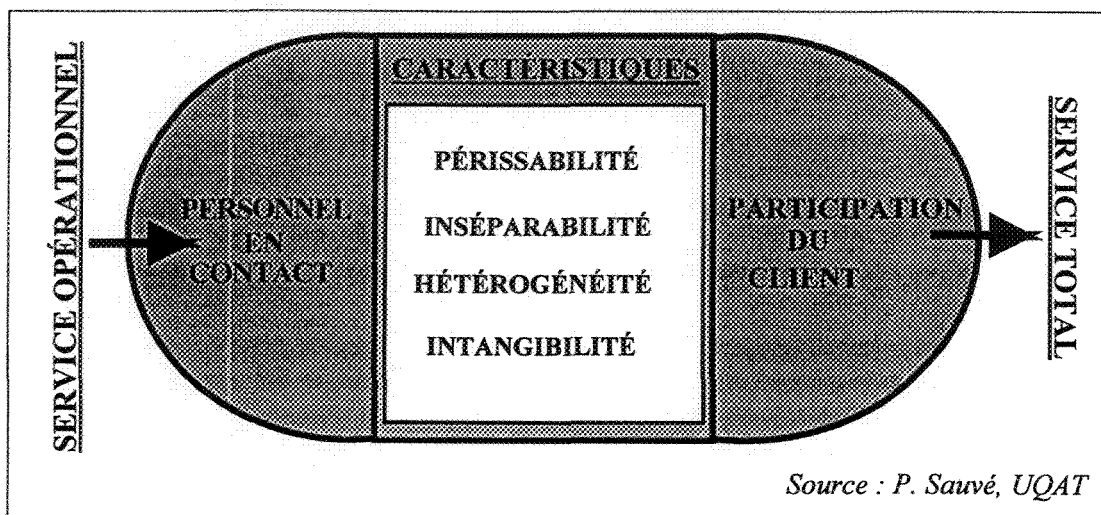 SERVICE OPÉRATIONNEL
PERSONNEL
EN
CONTACT
CARACTÉRISTIQUES
PÉRISSABILITÉ
INSÉPARABILITÉ
HÉTÉROGÉNÉITÉ
INTANGIBILITÉ
PARTICIPATION
DU
CLIENT
SERVICE TOTAL
Source : P. Sauvé, UQAT